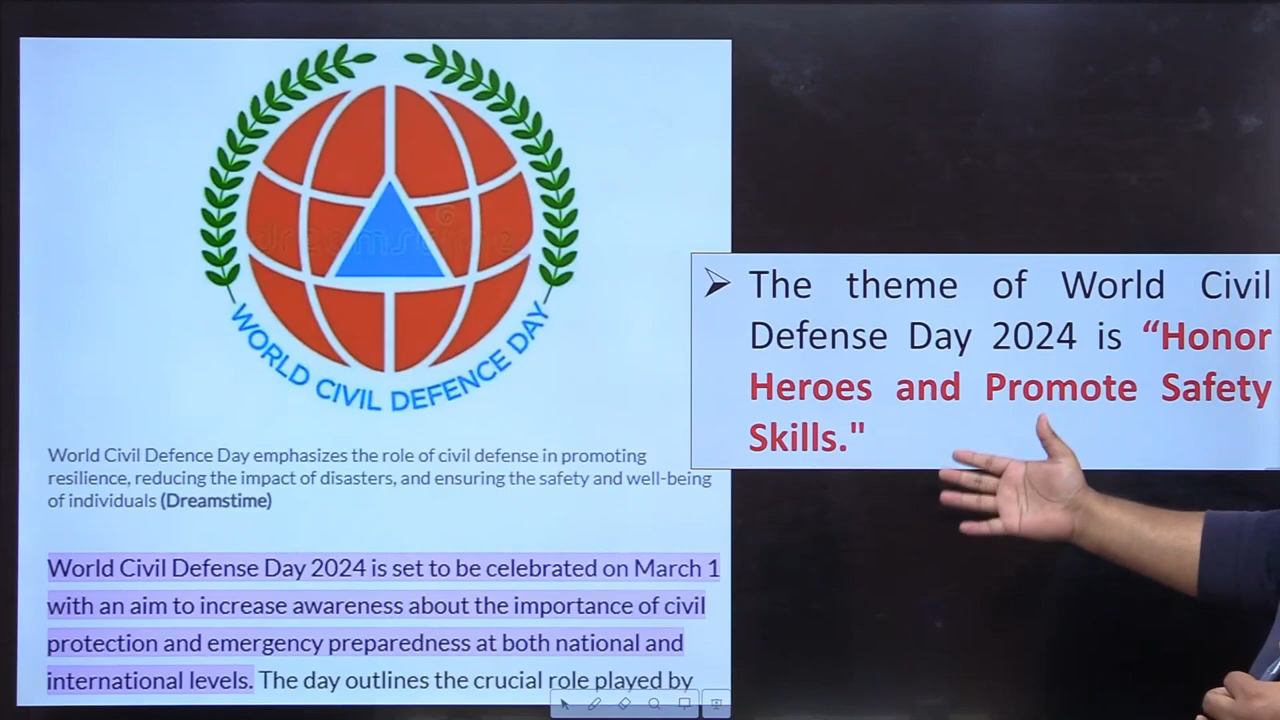 WORLD CIVIL DEFENCE DAY
dreamstime
World Civil Defence Day emphasizes the role of civil defense in promoting
resilience, reducing the impact of disasters, and ensuring the safety and well-being
of individuals (Dreamstime)
World Civil Defense Day 2024 is set to be celebrated on March 1
with an aim to increase awareness about the importance of civil
protection and emergency preparedness at both national and
international levels. The day outlines the crucial role played by
➢ The theme of World Civil
Defense Day 2024 is “Honor
Heroes and Promote Safety
Skills."